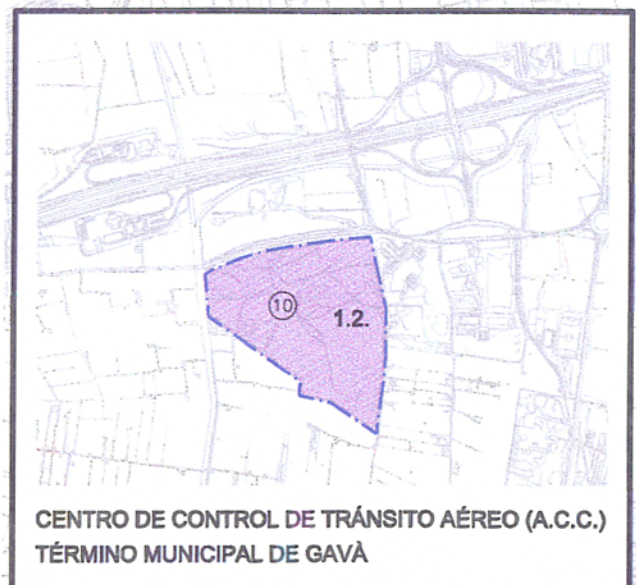 10
1.2.
CENTRO DE CONTROL DE TRÁNSITO AÉREO (A.C.C.)
TÉRMINO MUNICIPAL DE GAVÀ